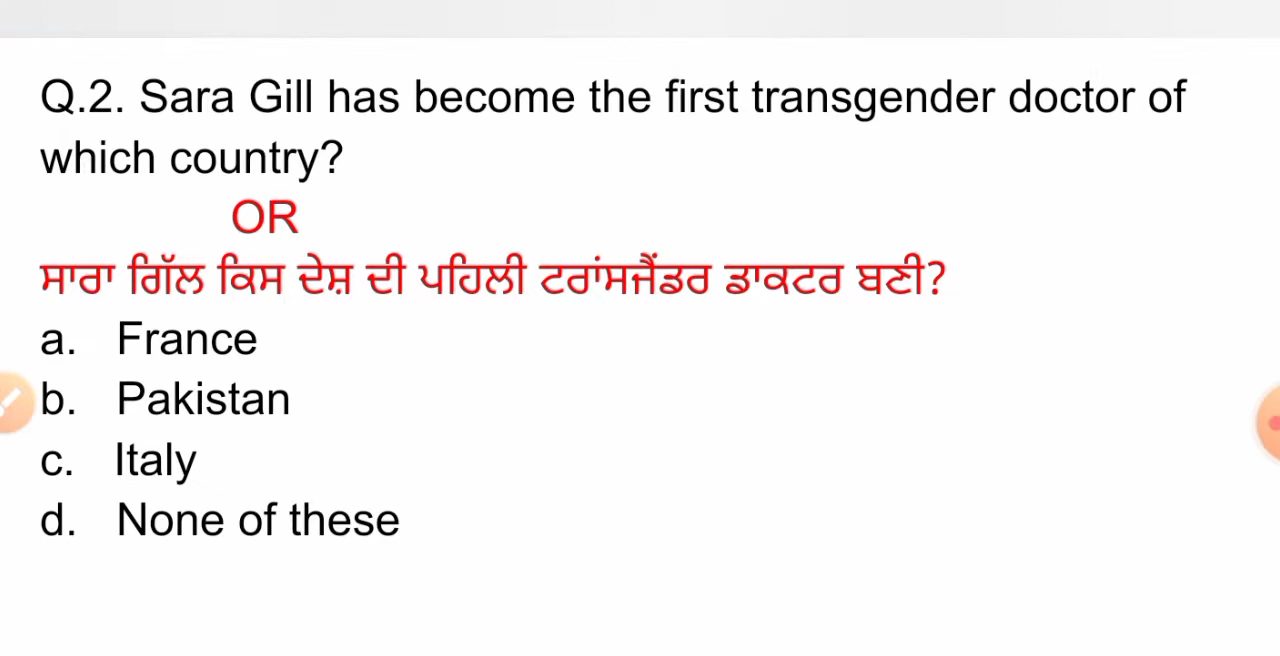 Q.2. Sara Gill has become the first transgender doctor of
which country?
OR
ਸਾਰਾ ਗਿੱਲ ਕਿਸ ਦੇਸ਼ ਦੀ ਪਹਿਲੀ ਟਰਾਂਸਜੈਂਡਰ ਡਾਕਟਰ ਬਣੀ?
a. France
b. Pakistan
c. Italy
d. None of these